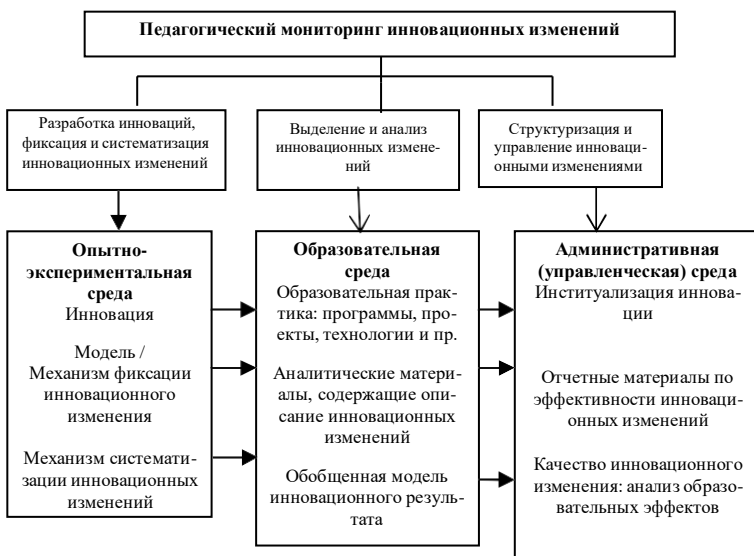 Педагогический мониторинг инновационных изменений
Разработка инноваций,
фиксация и систематизация
инновационных изменений
Выделение и анализ
инновационных измене-
ний
Структуризация и
управление инноваци-
онными изменениями
Опытно-
экспериментальная
среда
Инновация
Модель /
Механизм фиксации
инновационного
изменения
Механизм системати-
зации инновационных
изменений
Образовательная
среда
Образовательная прак-
тика: программы, про-
екты, технологии и пр.
Аналитические матери-
алы, содержащие опи-
сание инновационных
изменений
Обобщенная модель
инновационного резуль-
тата
Административная
(управленческая) среда
Институализация иннова-
ции
Отчетные материалы по
эффективности инноваци-
онных изменений
Качество инновационного
изменения: анализ образо-
вательных эффектов